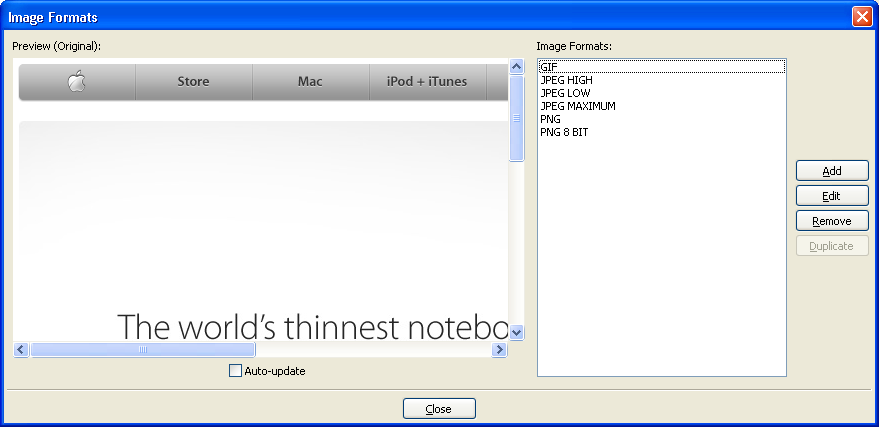 Image Formats
Preview (Original):
Store Mac iPod + iTunes
The world's thinnest notebo
Auto-update
Image Formats:
GIF
JPEG HIGH
JPEG LOW
JPEG MAXIMUM
PNG
PNG 8 BIT
Add
Edit
Remove
Duplicate
Close